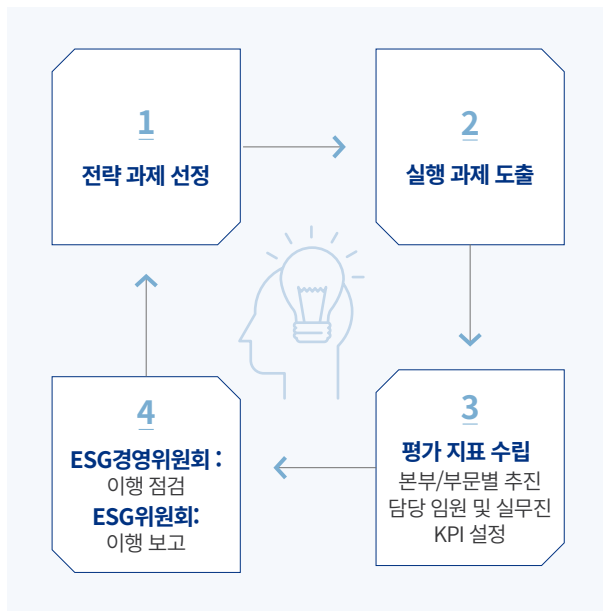 1
전략 과제 선정
2
실행 과제 도출
3
평가 지표 수립
본부/부문별 추진
담당 임원 및 실무진
KPI 설정
4
ESG경영위원회 :
이행 점검
ESG위원회:
이행 보고